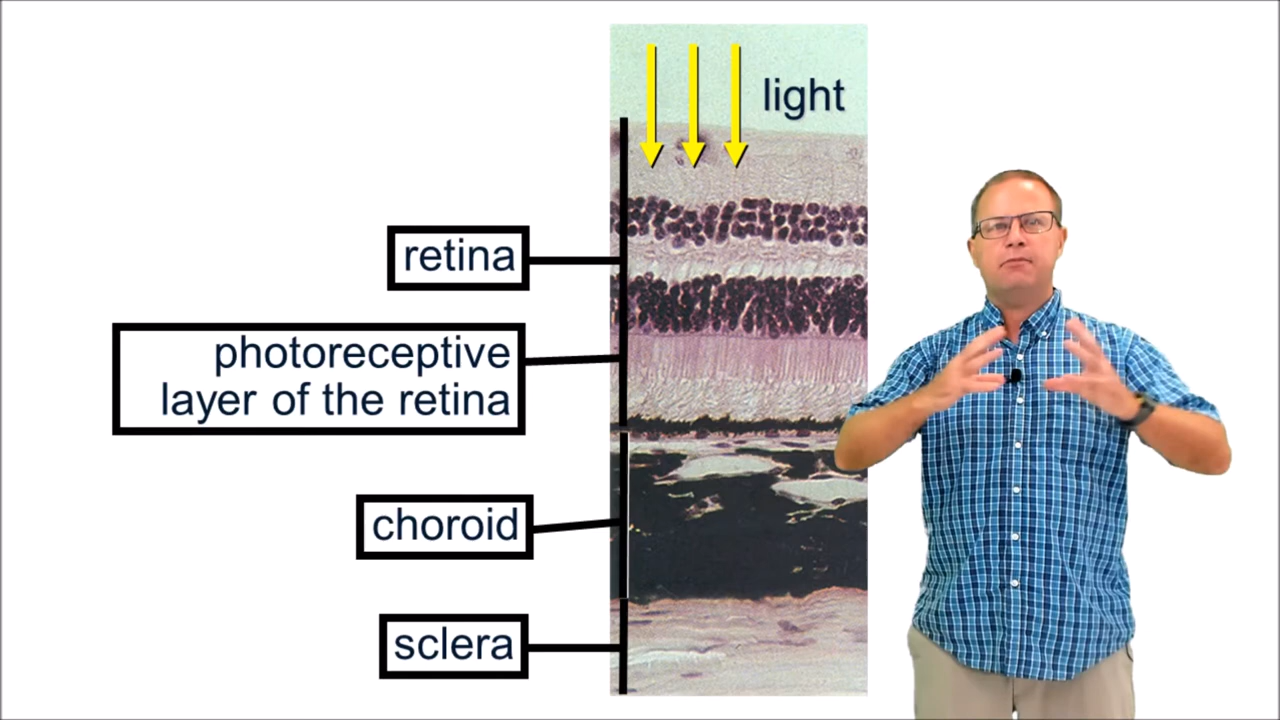 light
retina
photoreceptive
layer of the retina
choroid
sclera